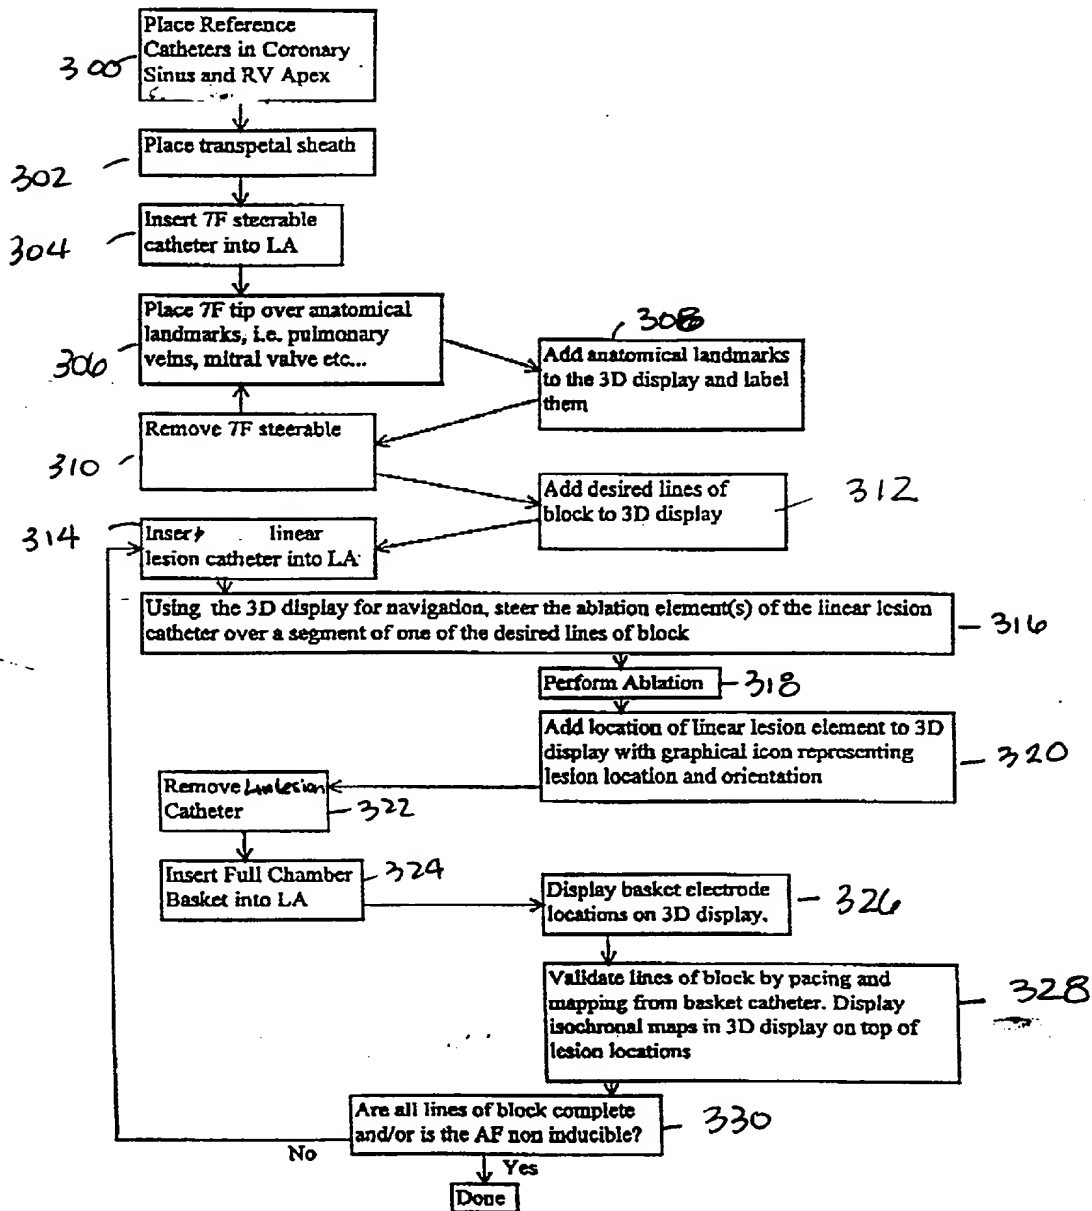 Place Reference
Catheters in Coronary
Sinus and RV Apex
300
Place transpetal sheath
302
Insert 7F steerable
catheter into LA
304
Place 7F tip over anatomical
landmarks, i.e. pulmonary
veins, mitral valve etc...
306
308
Add anatomical landmarks
to the 3D display and label
them
Remove 7F steerable
310
Add desired lines of
block to 3D display
312
314
Insert linear
lesion catheter into LA
Using the 3D display for navigation, steer the ablation element(s) of the linear lesion
catheter over a segment of one of the desired lines of block
316
Perform Ablation
318
Add location of linear lesion element to 3D
display with graphical icon representing
lesion location and orientation
320
Remove Lesion
Catheter
322
Insert Full Chamber
Basket into LA
324
Display basket electrode
locations on 3D display.
326
Validate lines of block by pacing and
mapping from basket catheter. Display
isochronal maps in 3D display on top of
lesion locations
328
Are all lines of block complete
and/or is the AF non inducible?
330
No
Yes
Done